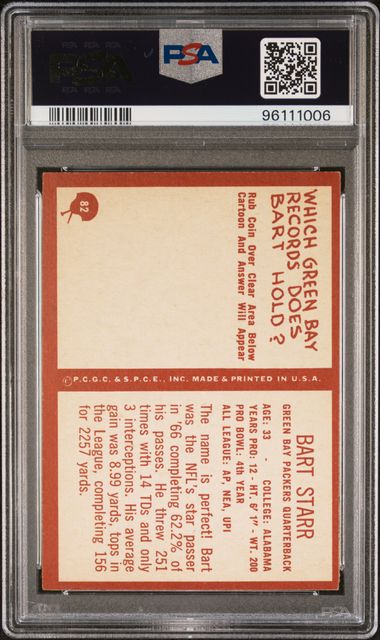 PSA
PSA
96111006
82
WHICH GREEN BAY
RECORDS DOES
BART HOLD?
Rub Coin Over Clear Area Below
Cartoon And Answer Will Appear
©P.C.G.C. & S.P.C.E., INC. MADE & PRINTED IN U.S.A.
BART STARR
GREEN BAY PACKERS QUARTERBACK
AGE: 33 - COLLEGE: ALABAMA
YEARS PRO: 12 - HT. 6'1" - WT. 200
PRO BOWL: 4th YEAR
ALL LEAGUE: AP, NEA, UPI
The name is perfect! Bart
was the NFL's star passer
in '66 completing 62.2% of
his passes. He threw 251
times with 14 TDs and only
3 interceptions. His average
gain was 8.99 yards, tops in
the League, completing 156
for 2257 yards.
PSA